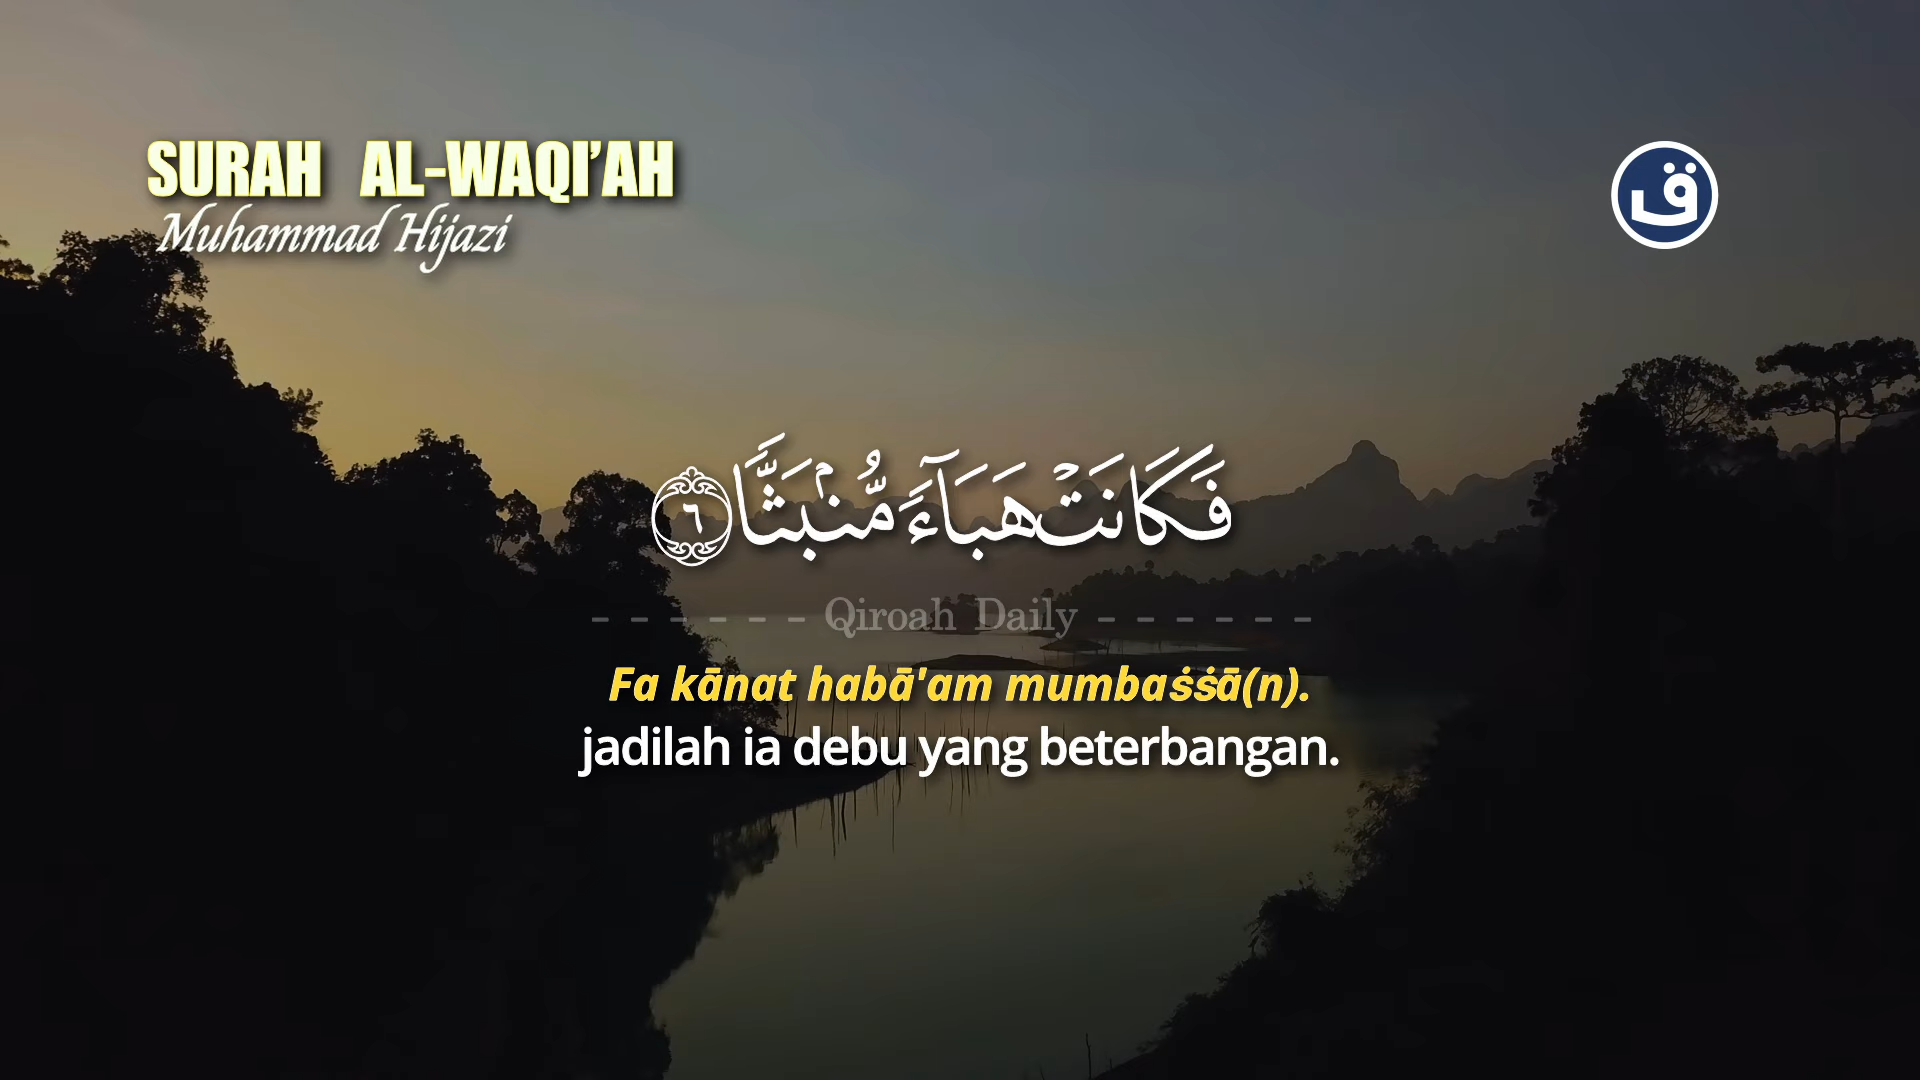 SURAH AL-WAQI’AH
Muhammad Hijazi
ق
فَكَانَتْ هَبَاۤءً مُّنْۢبَثًّا ٦
- - - - - - Qiroah Daily - - - - - -
Fa kānat habā'am mumbaṡṡā(n).
jadilah ia debu yang beterbangan.